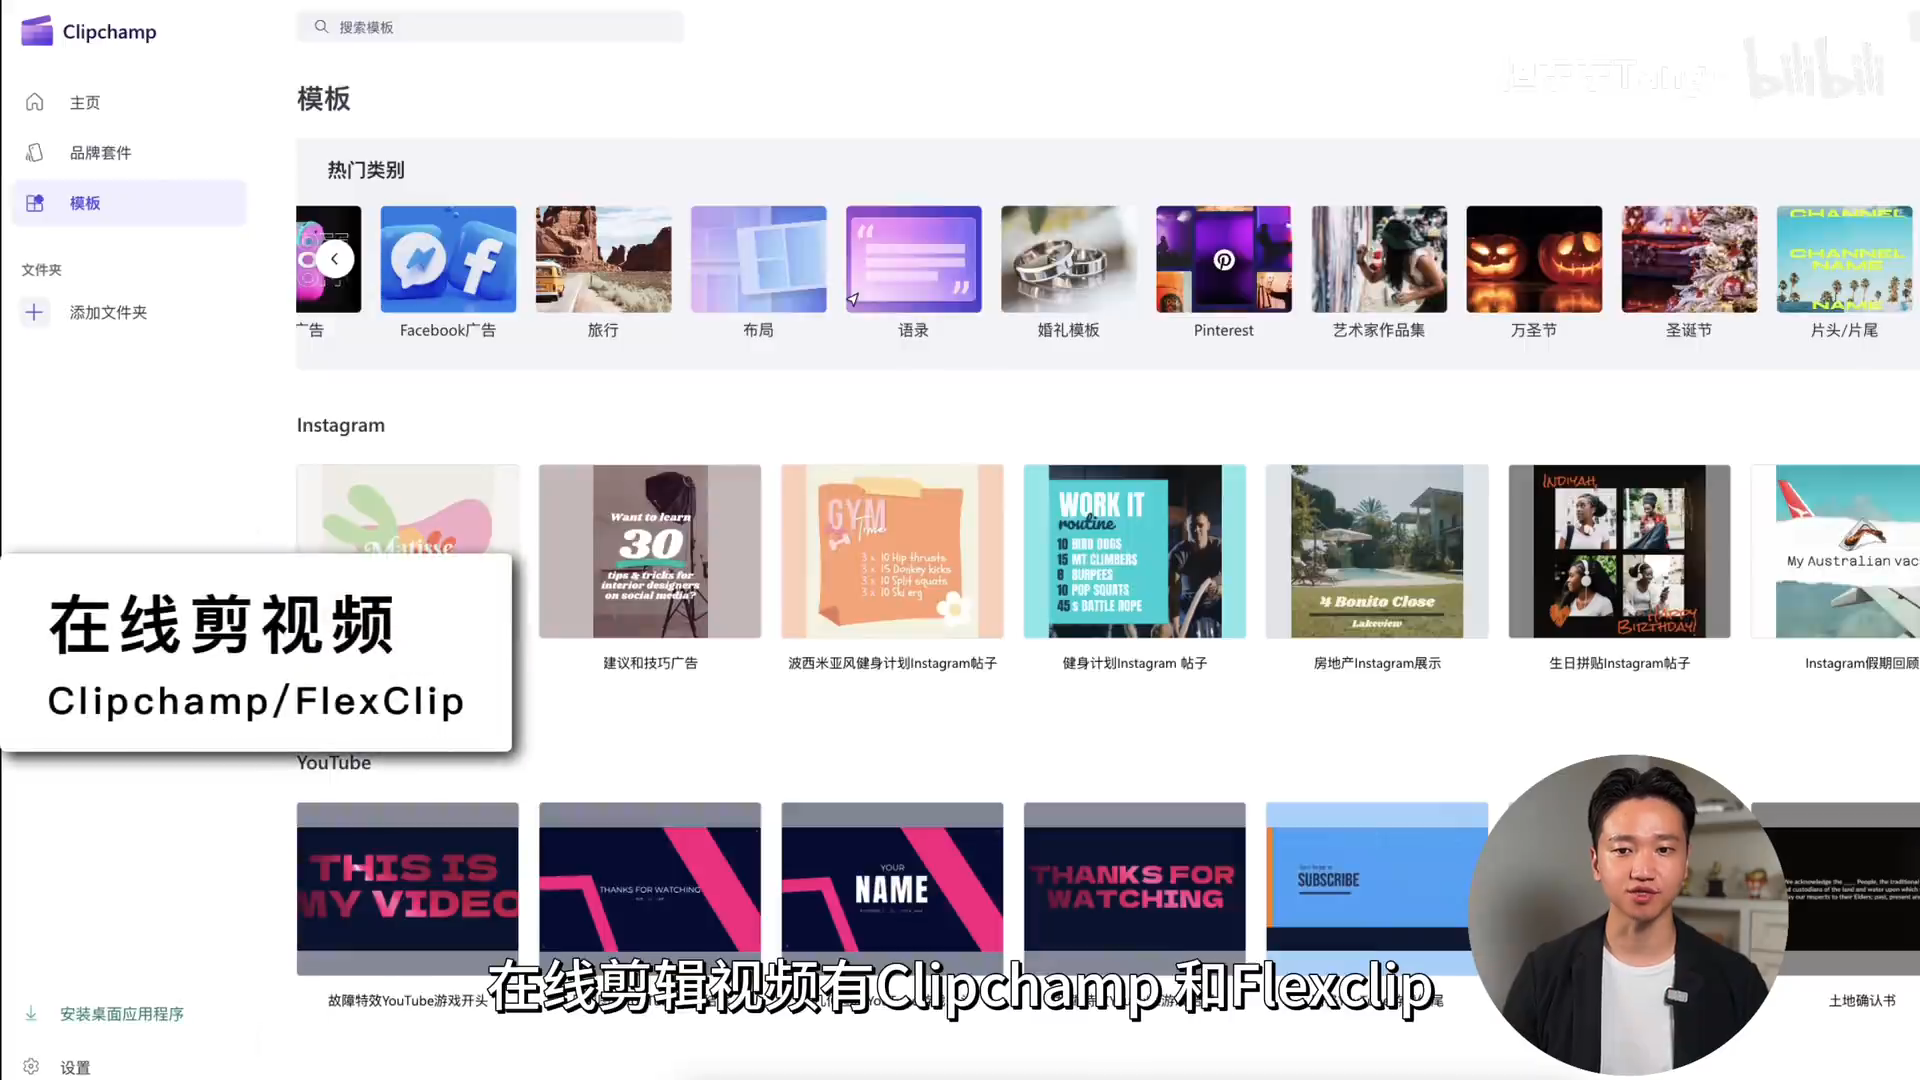 Clipchamp
搜索模板
bilibili
主页
品牌套件
模板
文件夹
添加文件夹
安装桌面应用程序
设置
模板
热门类别
CHANNEL
CHANNEL
NAME
NAME
广告
Facebook广告
旅行
布局
语录
婚礼模板
Pinterest
艺术家作品集
万圣节
圣诞节
片头/片尾
Instagram
Matisse
Want to learn
30
tips & tricks for
interior designers
on social media?
GYM
Time
3 x 10 Hip thrusts
3 x 15 Donkey kicks
3 x 10 Split squats
3 x 10 Ski erg
WORK IT
routine
10 BIRD DOGS
15 MT CLIMBERS
8 BURPEES
10 POP SQUATS
45 s BATTLE ROPE
4 Bonito Close
Lakeview
INDIYAH,
HAPPY
BIRTHDAY!
My Australian vac
建议和技巧广告
波西米亚风健身计划Instagram帖子
健身计划Instagram 帖子
房地产Instagram展示
生日拼贴Instagram帖子
Instagram假期回顾
在线剪视频
Clipchamp/FlexClip
YouTube
THIS IS
MY VIDEO
THANKS FOR WATCHING
YOUR
NAME
THANKS FOR
WATCHING
SUBSCRIBE
故障特效YouTube游戏开头
土地确认书
在线剪辑视频有Clipchamp 和Flexclip